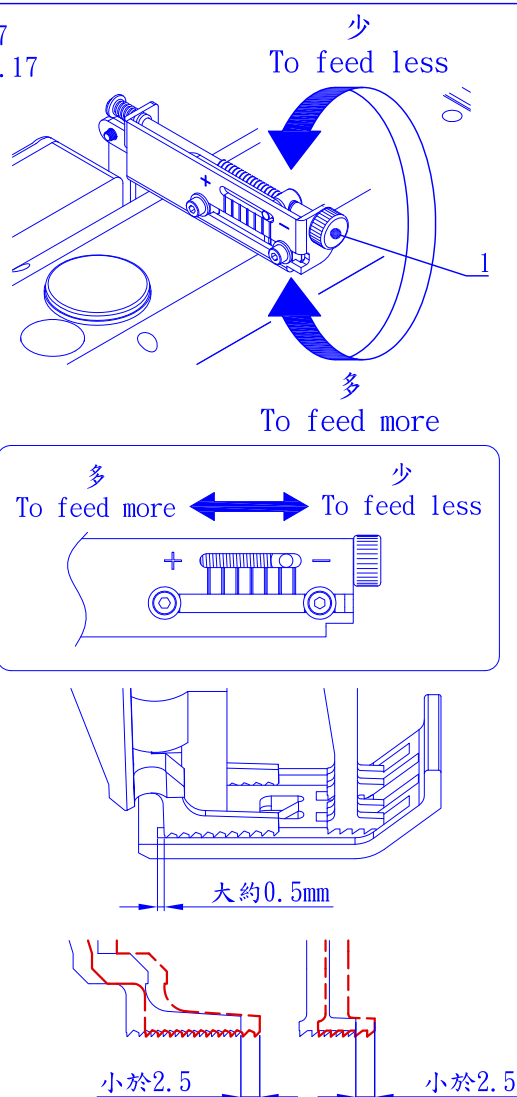 7
.17
少
To feed less
+
−
1
多
To feed more
多
To feed more
少
To feed less
+
−
大約0.5mm
小於2.5
小於2.5